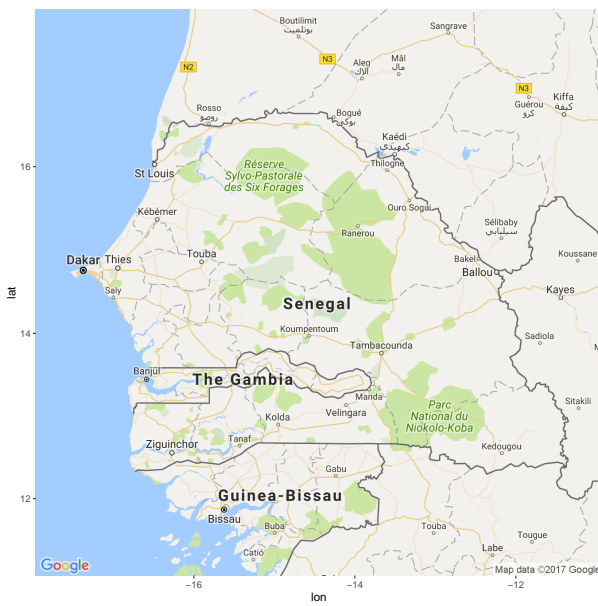 Boutilimit
بوتلميت
Sangrave
N2
N3
Aleg
ألاك
Mâl
مال
N3
Kiffa
كيفة
Guérou
كرو
Rosso
روصو
Bogué
بوكي
Kaédi
كيهيدي
Thilogne
16
St Louis
Réserve
Sylvo-Pastorale
des Six Forages
Ouro Sogui
Kébémer
Ranerou
Sélibaby
سيليبابي
Dakar
Thies
Touba
Bakel
Ballou
Koussane
Saly
Kayes
lat
Senegal
14
Koumpentoum
Tambacounda
Sadiola
Banjul
The Gambia
Manda
Sitakili
Velingara
Parc
National du
Niokolo-Koba
Kolda
Ziguinchor
Tanaf
Kedougou
Gabu
12
Guinea-Bissau
Bissau
Buba
Touba
Tougue
Catió
Labe
Google
Map data ©2017 Google
−16
−14
−12
lon